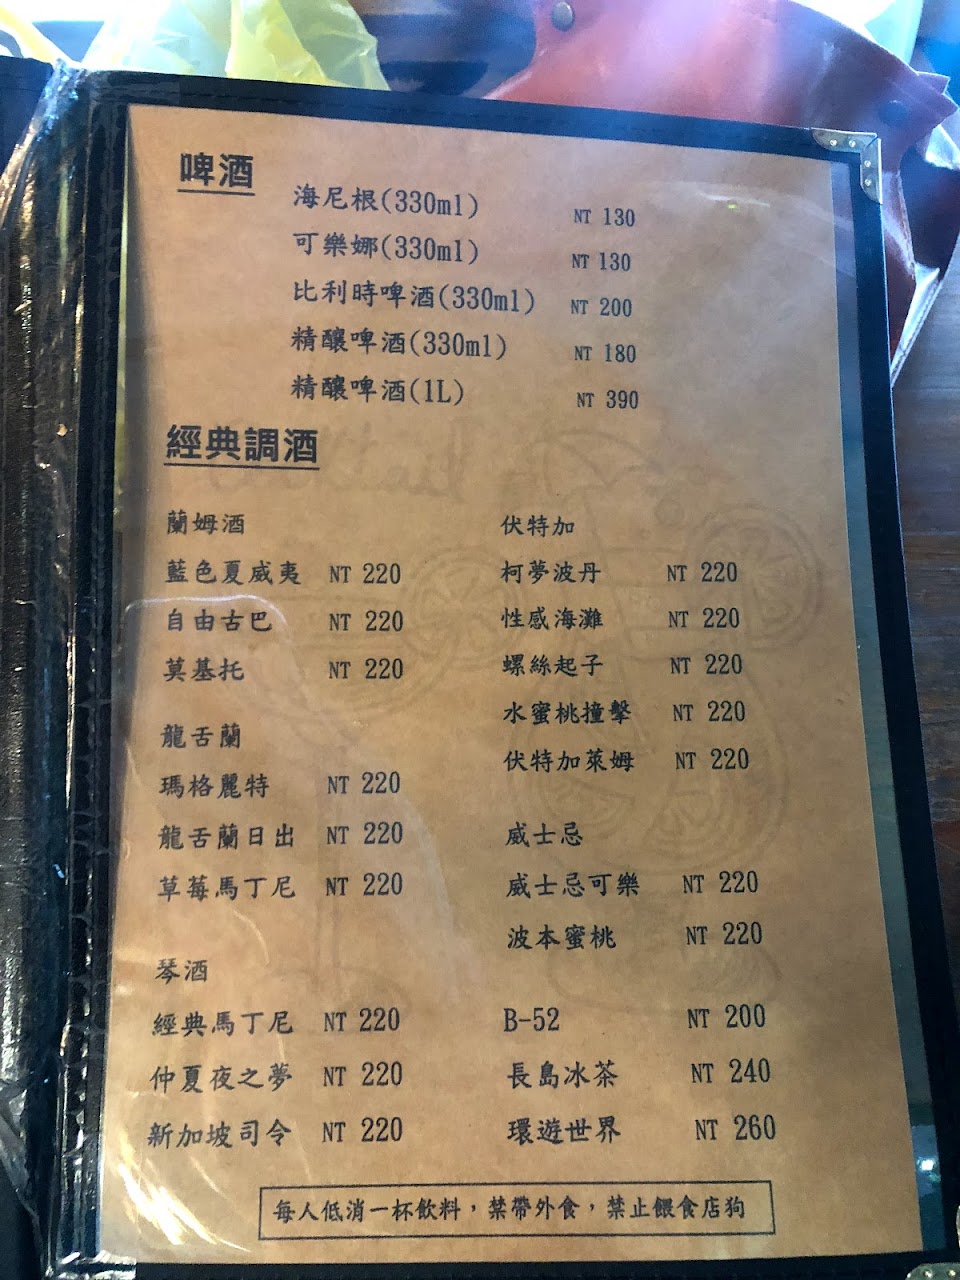 啤酒
海尼根(330ml) NT 130
可樂娜(330ml) NT 130
比利時啤酒(330ml) NT 200
精釀啤酒(330ml) NT 180
精釀啤酒(1L) NT 390
經典調酒
蘭姆酒
藍色夏威夷 NT 220
自由古巴 NT 220
莫基托 NT 220
龍舌蘭
瑪格麗特 NT 220
龍舌蘭日出 NT 220
草莓馬丁尼 NT 220
琴酒
經典馬丁尼 NT 220
仲夏夜之夢 NT 220
新加坡司令 NT 220
伏特加
柯夢波丹 NT 220
性感海灘 NT 220
螺絲起子 NT 220
水蜜桃撞擊 NT 220
伏特加萊姆 NT 220
威士忌
威士忌可樂 NT 220
波本蜜桃 NT 220
B-52 NT 200
長島冰茶 NT 240
環遊世界 NT 260
每人低消一杯飲料，禁帶外食，禁止餵食店狗